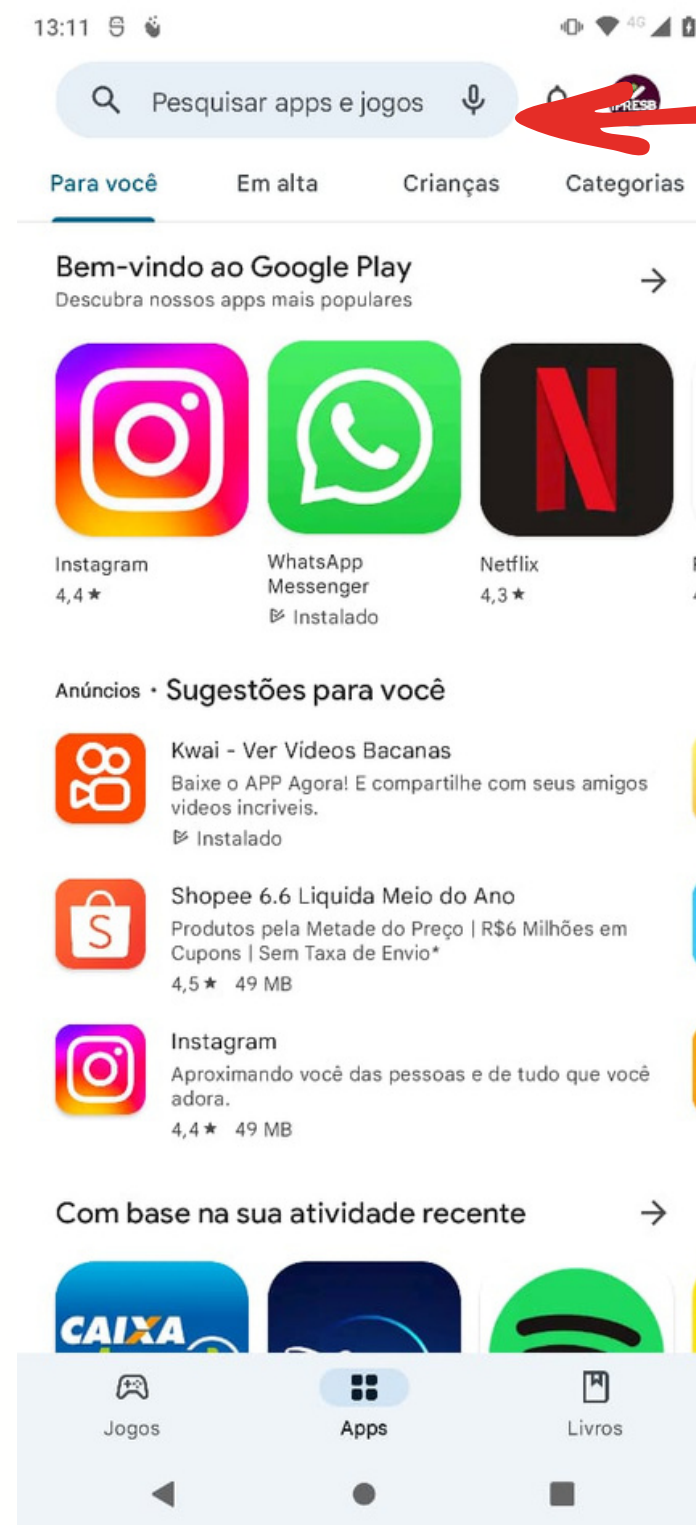 13:11
4G
Pesquisar apps e jogos
PRESB
Para você
Em alta
Crianças
Categorias
Bem-vindo ao Google Play
Descubra nossos apps mais populares
Instagram
4,4★
WhatsApp
Messenger
Instalado
Netflix
4,3★
Anúncios • Sugestões para você
Kwai - Ver Vídeos Bacanas
Baixe o APP Agora! E compartilhe com seus amigos
videos incriveis.
Instalado
Shopee 6.6 Liquida Meio do Ano
Produtos pela Metade do Preço | R$6 Milhões em
Cupons | Sem Taxa de Envio*
4,5★ 49 MB
Instagram
Aproximando você das pessoas e de tudo que você
adora.
4,4★ 49 MB
Com base na sua atividade recente
CAIXA
Jogos
Apps
Livros